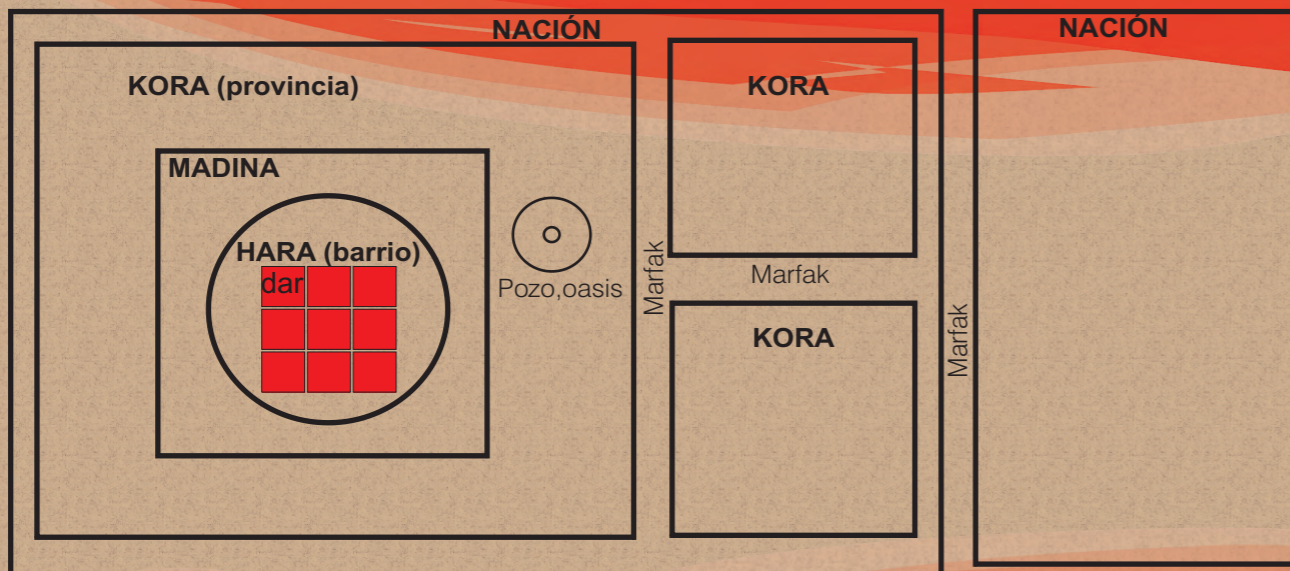 NACIÓN
KORA (provincia)
MADINA
HARA (barrio)
dar
Pozo,oasis
Marfak
KORA
Marfak
KORA
Marfak
NACIÓN